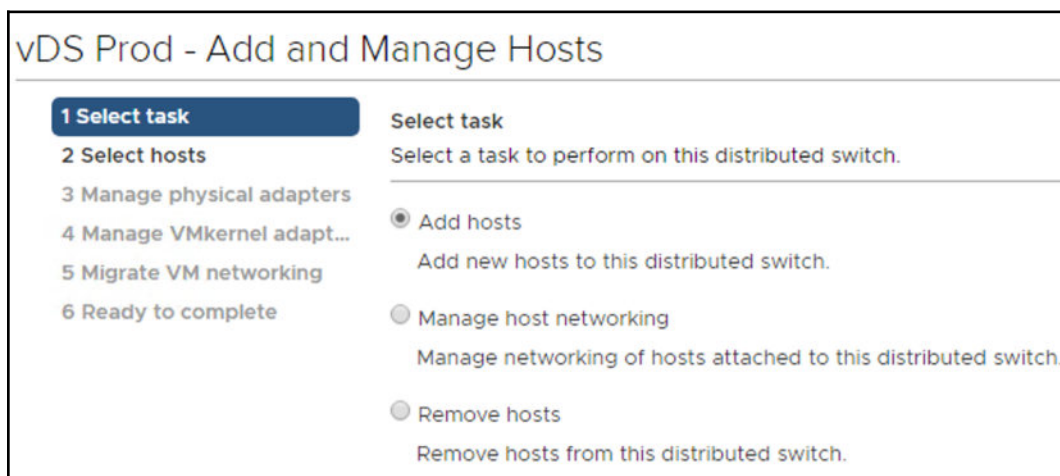 vDS Prod - Add and Manage Hosts
1 Select task
2 Select hosts
3 Manage physical adapters
4 Manage VMkernel adapt...
5 Migrate VM networking
6 Ready to complete
Select task
Select a task to perform on this distributed switch.
Add hosts
Add new hosts to this distributed switch.
Manage host networking
Manage networking of hosts attached to this distributed switch.
Remove hosts
Remove hosts from this distributed switch.